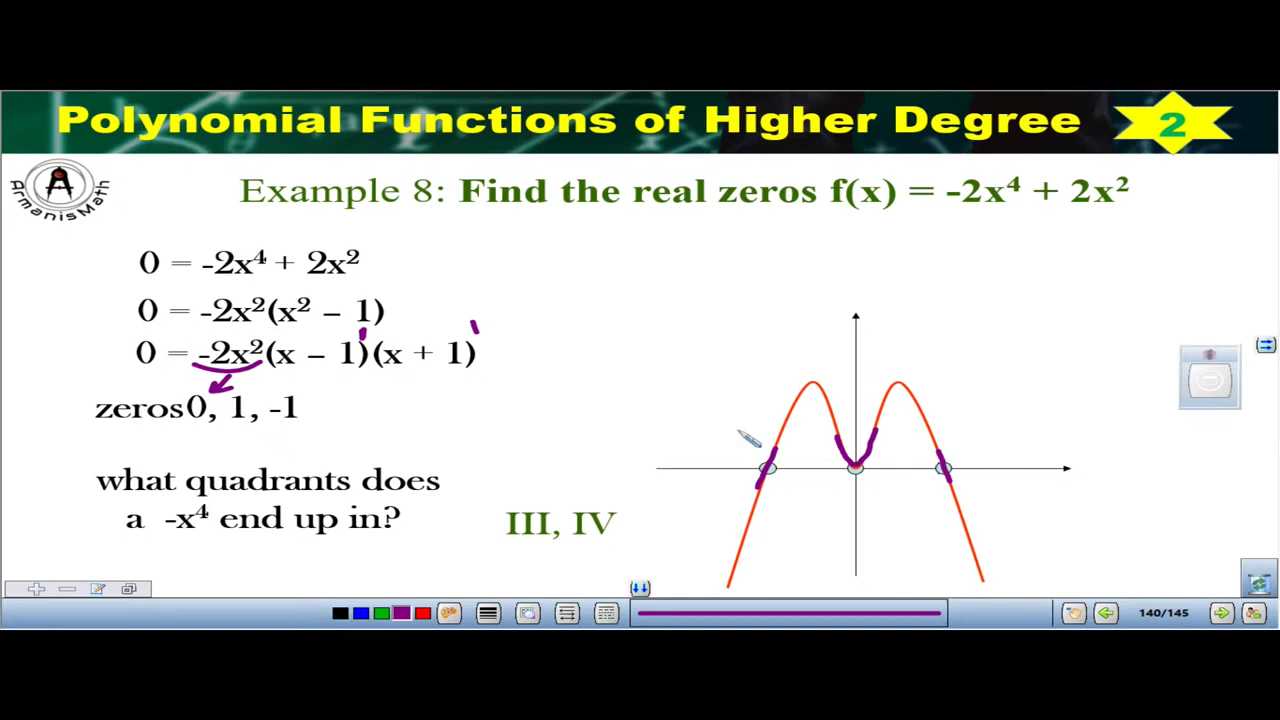 Polynomial Functions of Higher Degree
2
A
ArmanisMath
Example 8: Find the real zeros f(x) = -2x⁴ + 2x²
0 = -2x⁴ + 2x²
0 = -2x²(x² – 1)
0 = -2x²(x – 1)(x + 1)
zeros0, 1, -1
what quadrants does
a -x⁴ end up in?
III, IV
140/145